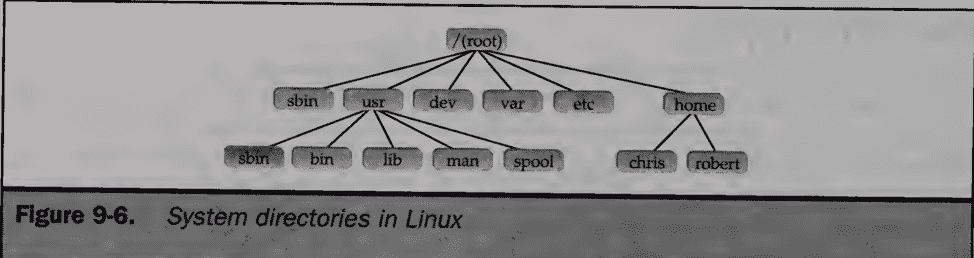 /(root)
sbin usr dev var etc home
sbin bin lib man spool chris robert
Figure 9-6. System directories in Linux